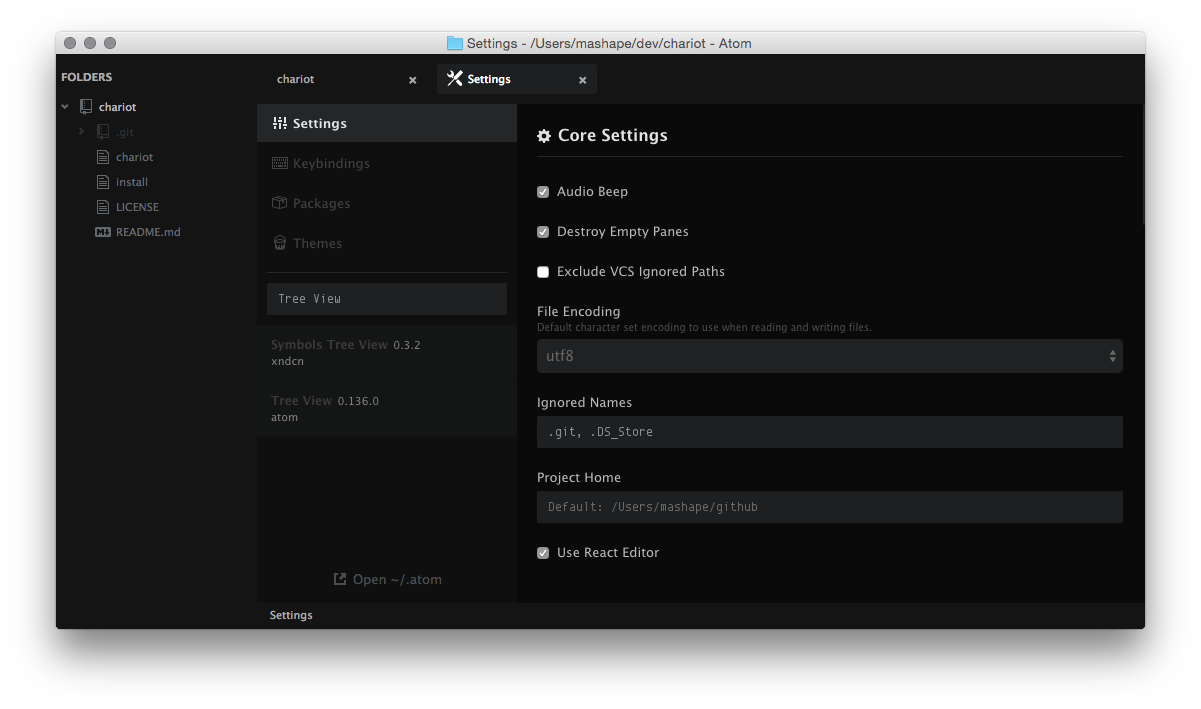 Settings - /Users/mashape/dev/chariot - Atom
FOLDERS
chariot
.git
chariot
install
LICENSE
README.md
chariot
Settings
Settings
Keybindings
Packages
Themes
Tree View
Symbols Tree View 0.3.2
xndcn
Tree View 0.136.0
atom
Open ~/.atom
Core Settings
Audio Beep
Destroy Empty Panes
Exclude VCS Ignored Paths
File Encoding
Default character set encoding to use when reading and writing files.
utf8
Ignored Names
.git, .DS_Store
Project Home
Default: /Users/mashape/github
Use React Editor
Settings